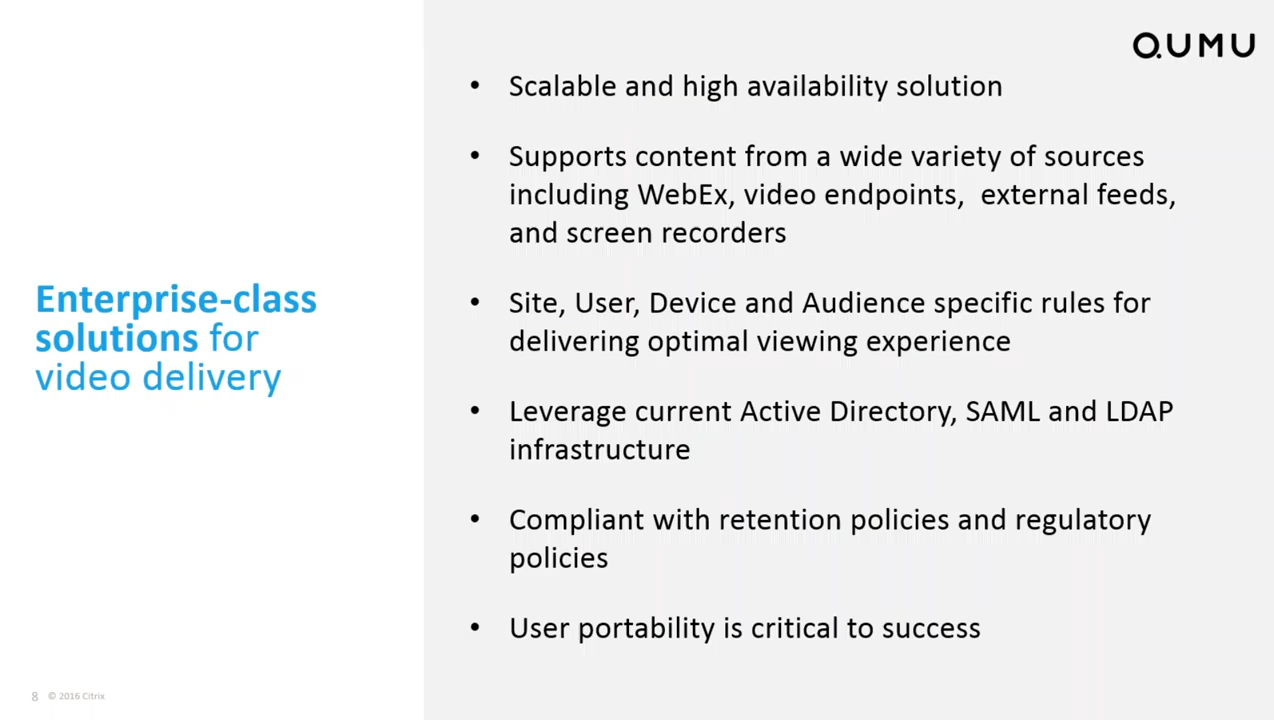 QUMU
Enterprise-class
solutions for
video delivery
• Scalable and high availability solution
• Supports content from a wide variety of sources
including WebEx, video endpoints,  external feeds,
and screen recorders
• Site, User, Device and Audience specific rules for
delivering optimal viewing experience
• Leverage current Active Directory, SAML and LDAP
infrastructure
• Compliant with retention policies and regulatory
policies
• User portability is critical to success
8 © 2016 Citrix